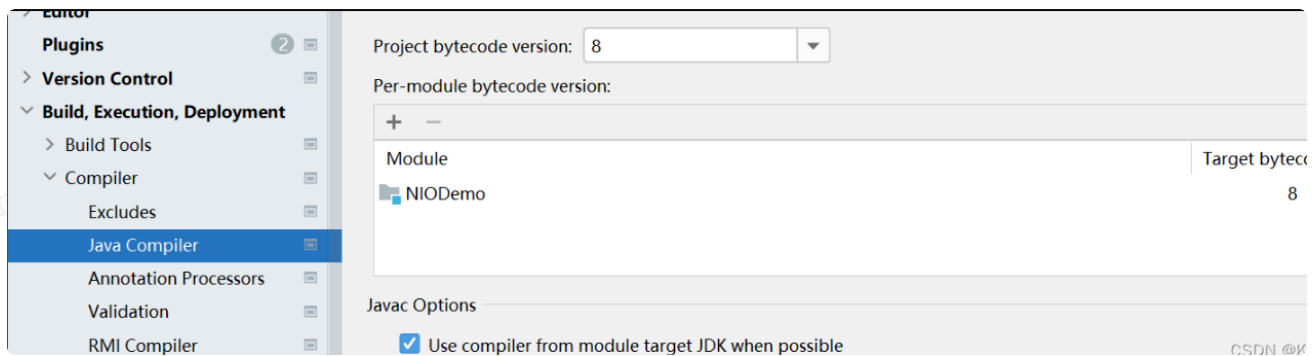 Editor
Plugins 2
Version Control
Build, Execution, Deployment
Build Tools
Compiler
Excludes
Java Compiler
Annotation Processors
Validation
RMI Compiler
Project bytecode version: 8
Per-module bytecode version:
Module Target bytec
NIODemo 8
Javac Options
Use compiler from module target JDK when possible
CSDN @K